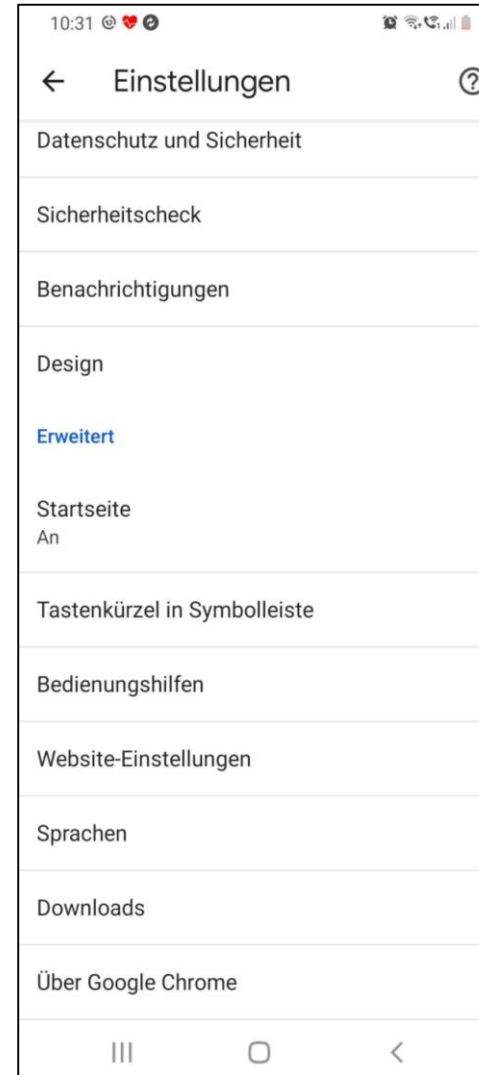 10:31
Einstellungen
Datenschutz und Sicherheit
Sicherheitscheck
Benachrichtigungen
Design
Erweitert
Startseite
An
Tastenkürzel in Symbolleiste
Bedienungshilfen
Website-Einstellungen
Sprachen
Downloads
Über Google Chrome